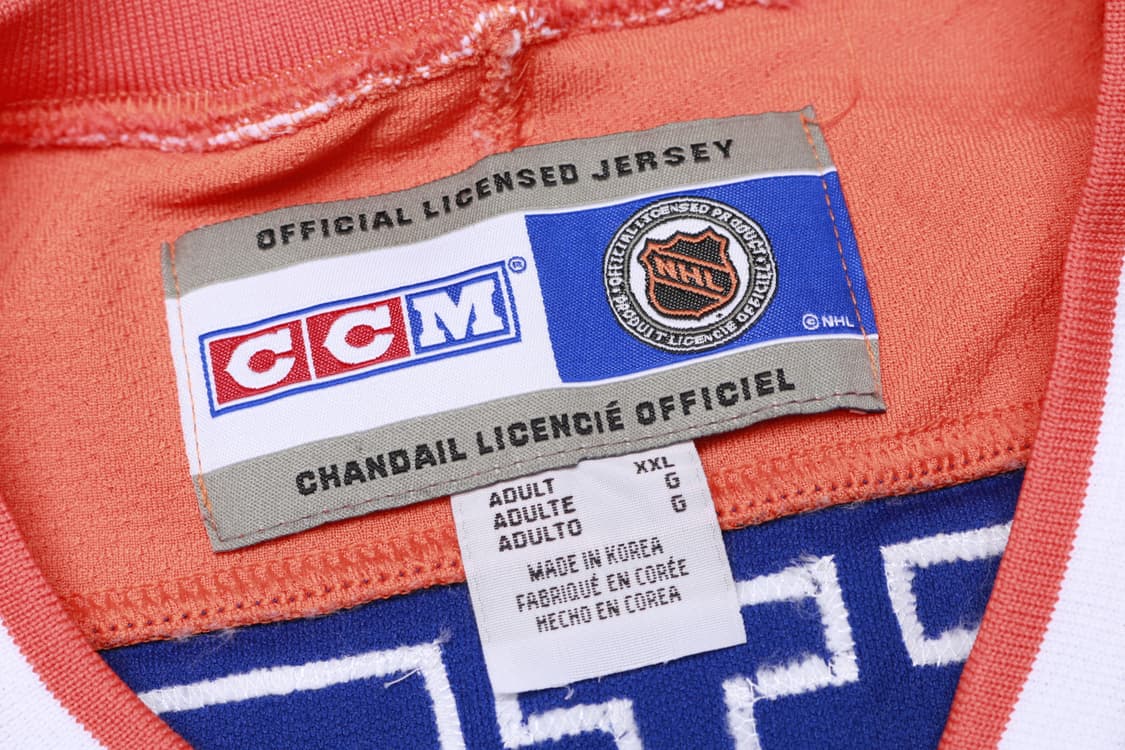 OFFICIAL LICENSED JERSEY
CCM®
OFFICIAL LICENSED PRODUCT
NHL
PRODUIT LICENCIÉ OFFICIEL
©NHL
CHANDAIL LICENCIÉ OFFICIEL
ADULT XXL
ADULTE G
ADULTO G
MADE IN KOREA
FABRIQUÉ EN CORÉE
HECHO EN COREA